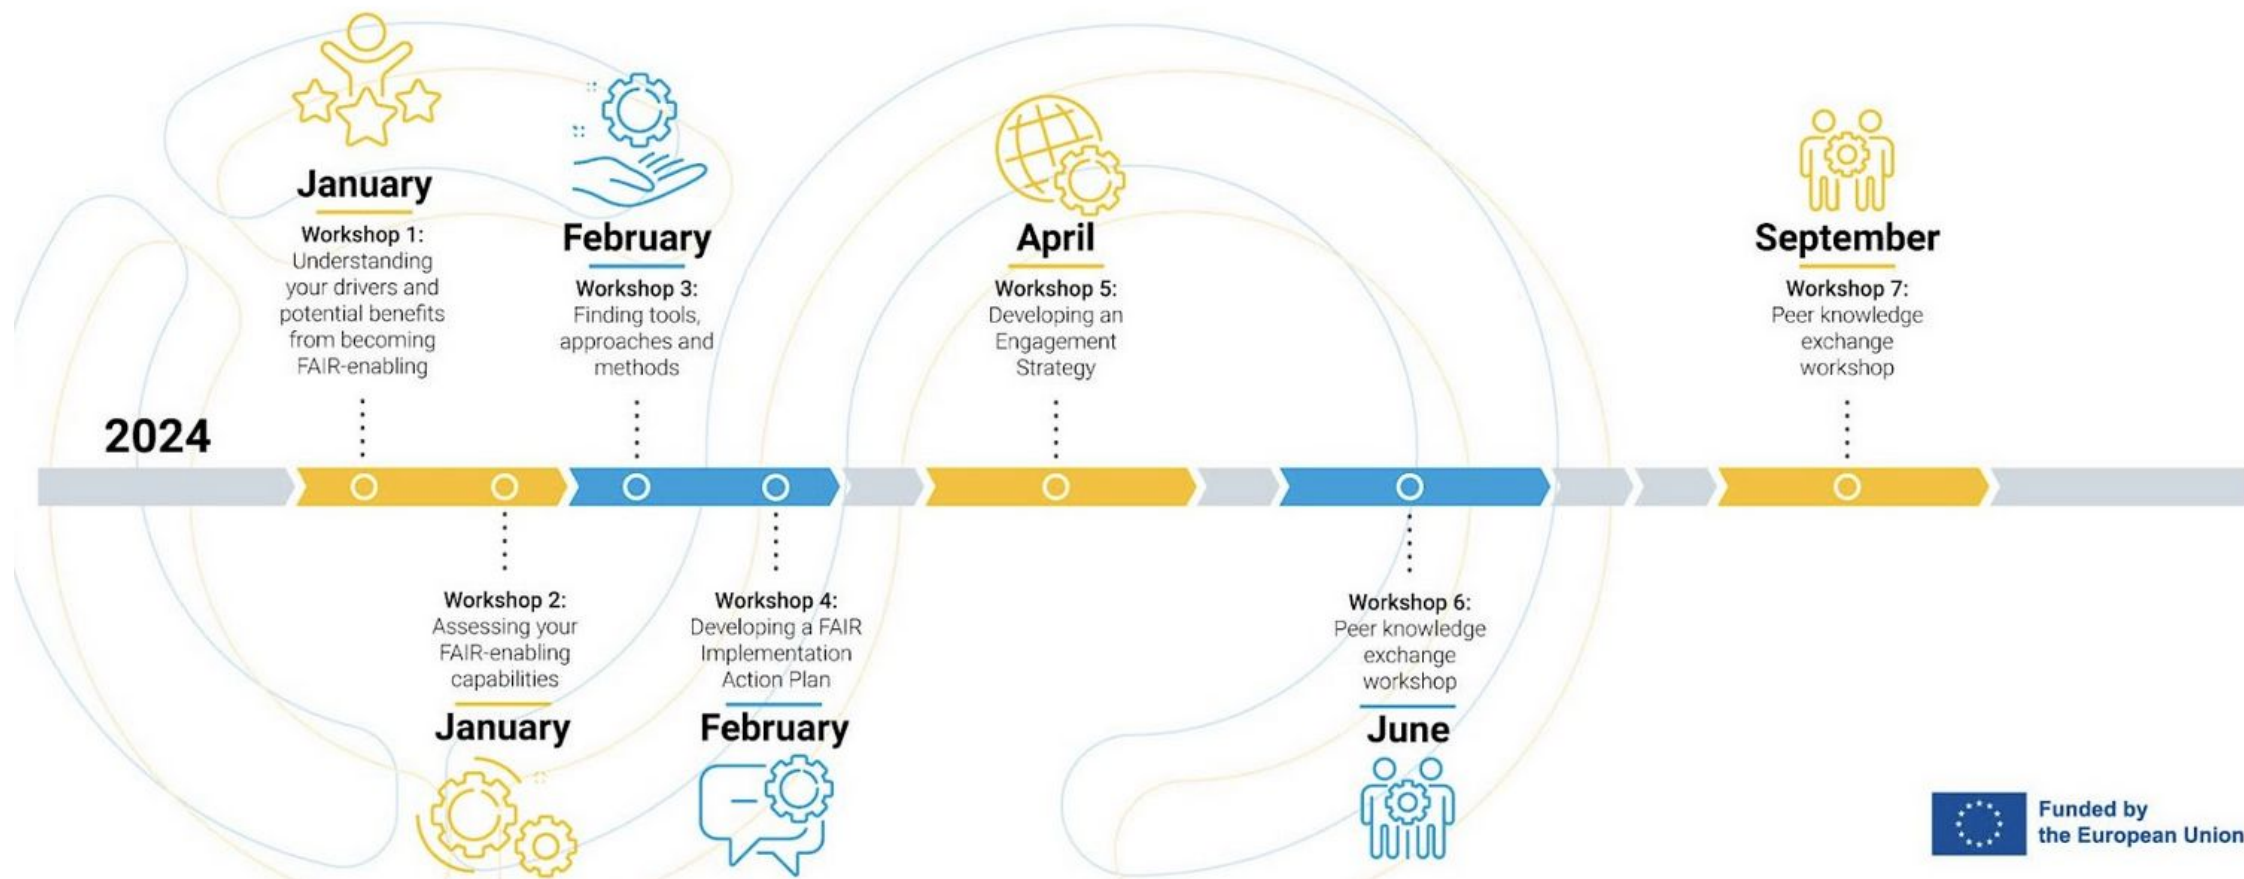 January
Workshop 1:
Understanding
your drivers and
potential benefits
from becoming
FAIR-enabling
February
Workshop 3:
Finding tools,
approaches and
methods
April
Workshop 5:
Developing an
Engagement
Strategy
September
Workshop 7:
Peer knowledge
exchange
workshop
2024
Workshop 2:
Assessing your
FAIR-enabling
capabilities
January
Workshop 4:
Developing a FAIR
Implementation
Action Plan
February
Workshop 6:
Peer knowledge
exchange
workshop
June
Funded by
the European Union